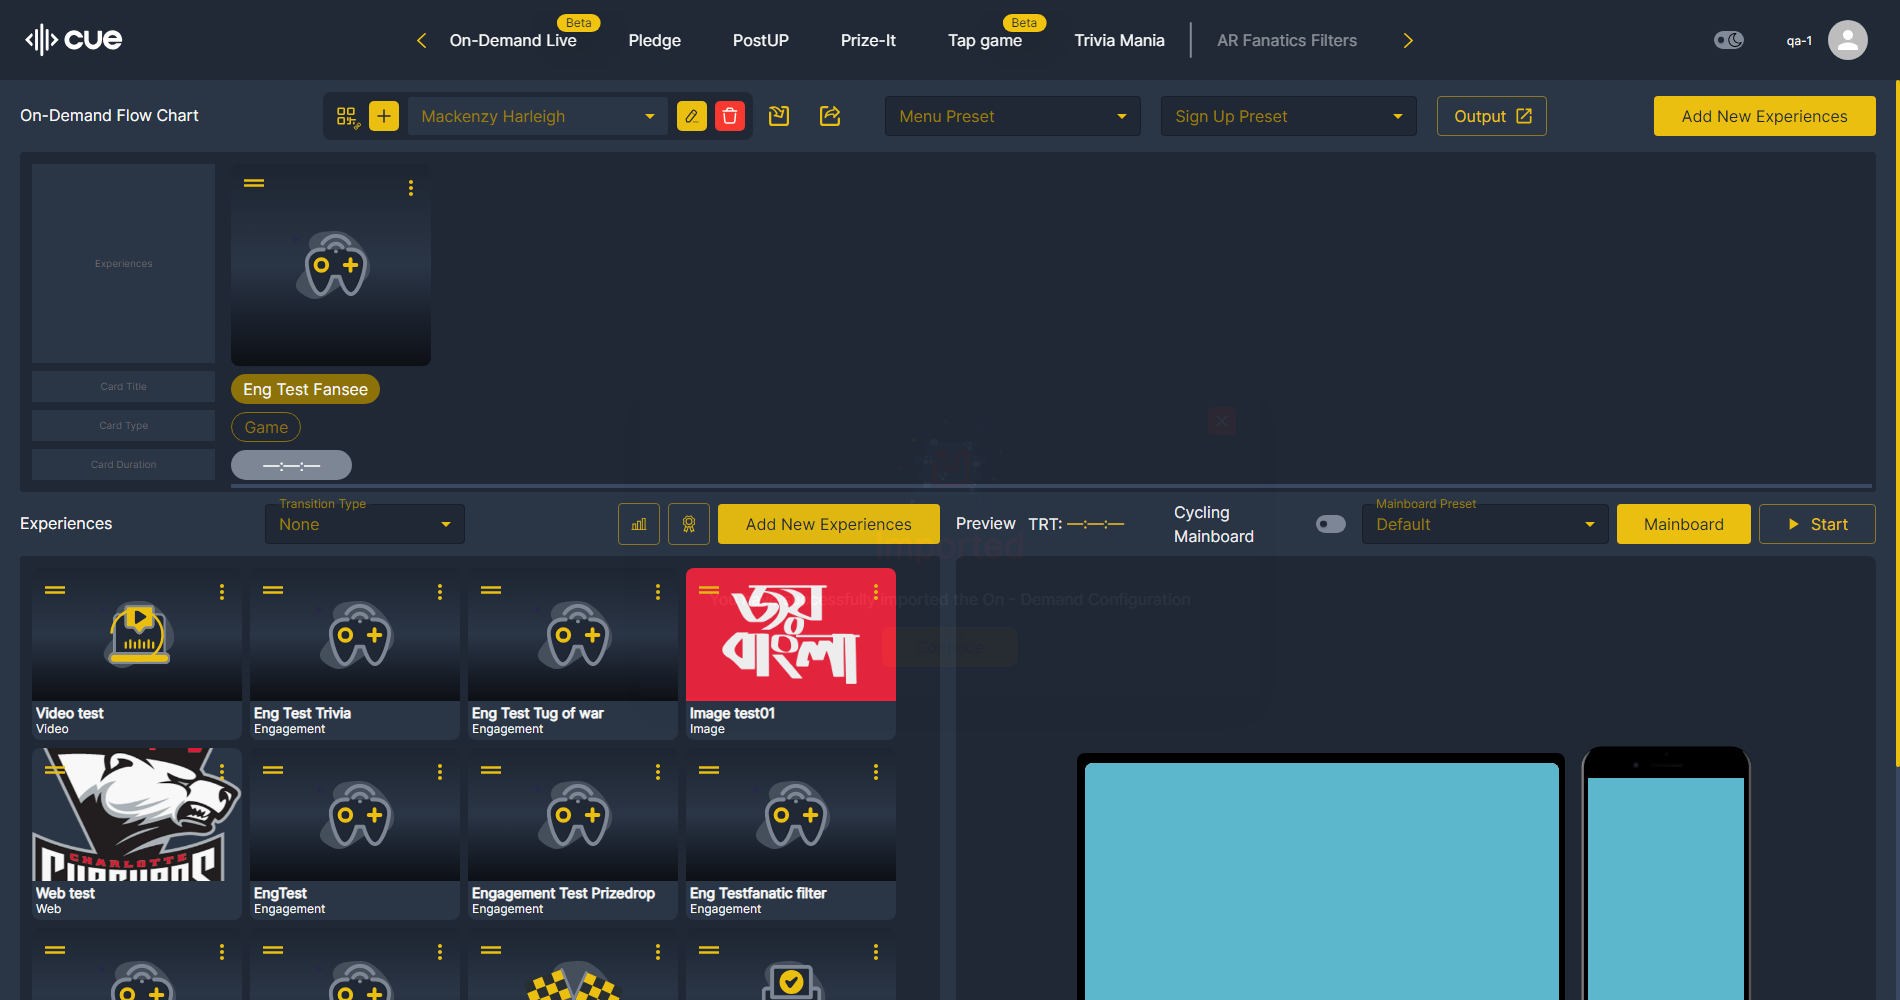 cue
On-Demand Live
Beta
Pledge
PostUP
Prize-It
Tap game
Beta
Trivia Mania
AR Fanatics Filters
qa-1
On-Demand Flow Chart
Mackenzy Harleigh
Menu Preset
Sign Up Preset
Output
Add New Experiences
Experiences
Card Title
Eng Test Fansee
Card Type
Game
Card Duration
—:—:—
Experiences
Transition Type
None
Add New Experiences
Preview
TRT: —:—:—
Cycling
Mainboard
Mainboard Preset
Default
Mainboard
Start
Imported
successfully imported the On - Demand Configuration
Video test
Video
Eng Test Trivia
Engagement
Eng Test Tug of war
Engagement
জয়
বাংলা
Image test01
Image
CHARLOTTE
Web test
Web
EngTest
Engagement
Engagement Test Prizedrop
Engagement
Eng Testfanatic filter
Engagement